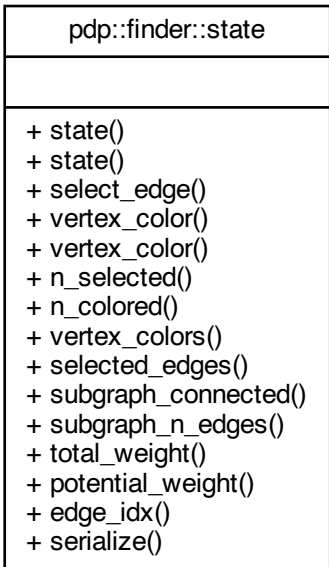 pdp::finder::state
+ state()
+ state()
+ select_edge()
+ vertex_color()
+ vertex_color()
+ n_selected()
+ n_colored()
+ vertex_colors()
+ selected_edges()
+ subgraph_connected()
+ subgraph_n_edges()
+ total_weight()
+ potential_weight()
+ edge_idx()
+ serialize()